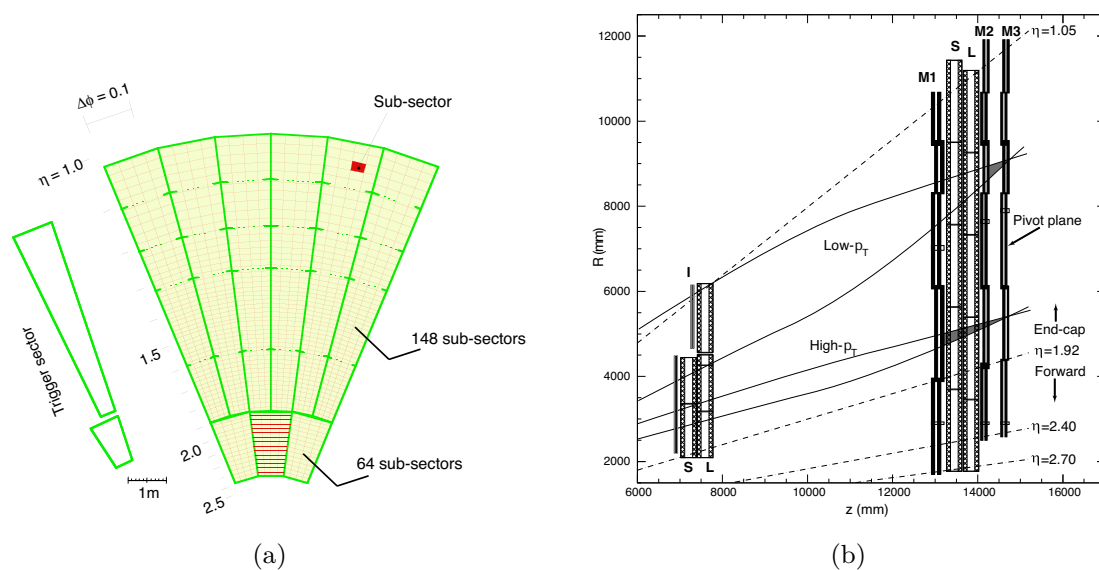 Δϕ = 0.1
Sub-sector
η = 1.0
Trigger sector
1.5
148 sub-sectors
2.0
64 sub-sectors
2.5
1m
(a)
12000
10000
8000
6000
4000
2000
R (mm)
6000 8000 10000 12000 14000 16000
z (mm)
M2 M3
η=1.05
S
L
M1
Low-pT
Pivot plane
I
High-pT
End-cap
η=1.92
Forward
η=2.40
η=2.70
S L
(b)